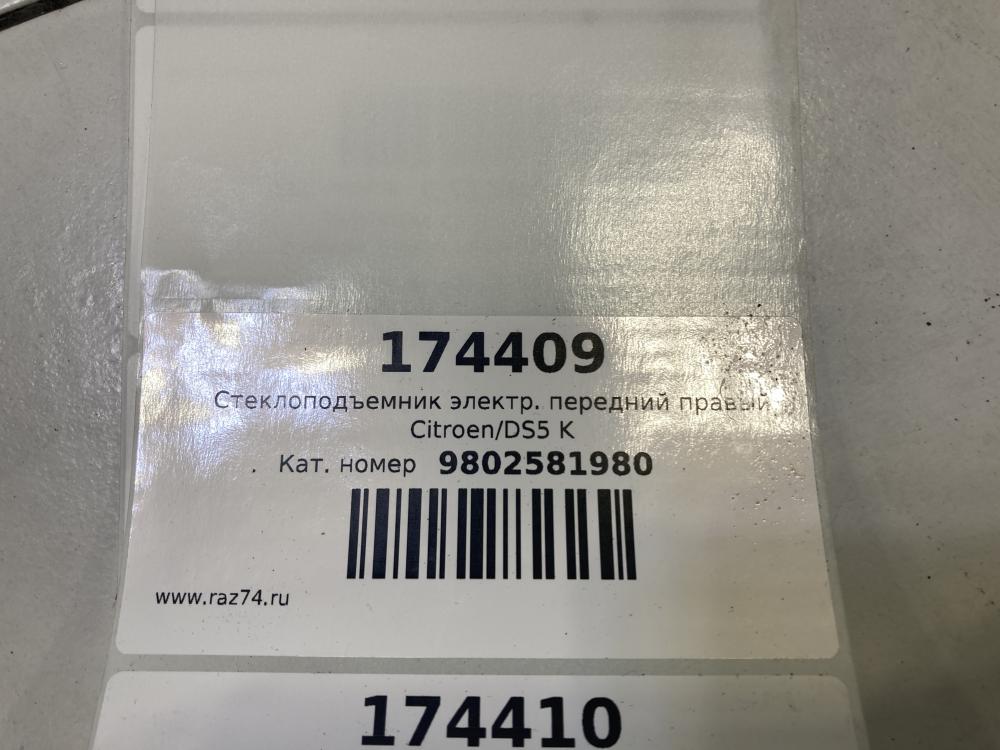 174409
Стеклоподъемник электр. передний правый
Citroen/DS5 K
. Кат. номер 9802581980
www.raz74.ru
174410